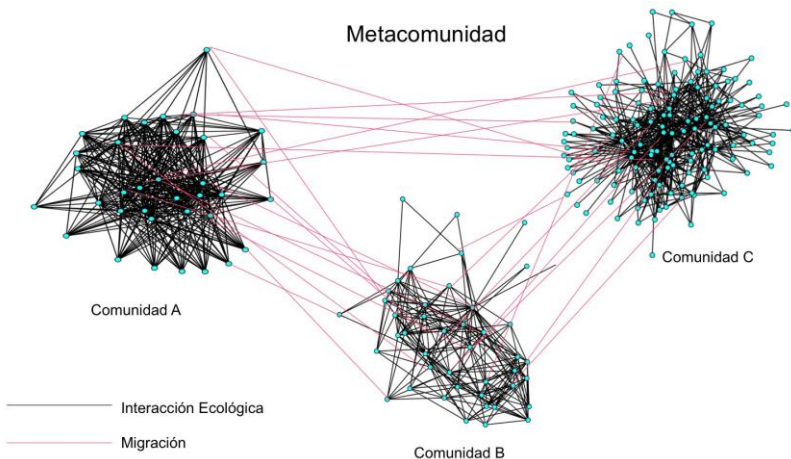 Metacomunidad
Comunidad C
Comunidad A
Interacción Ecológica
Migración
Comunidad B